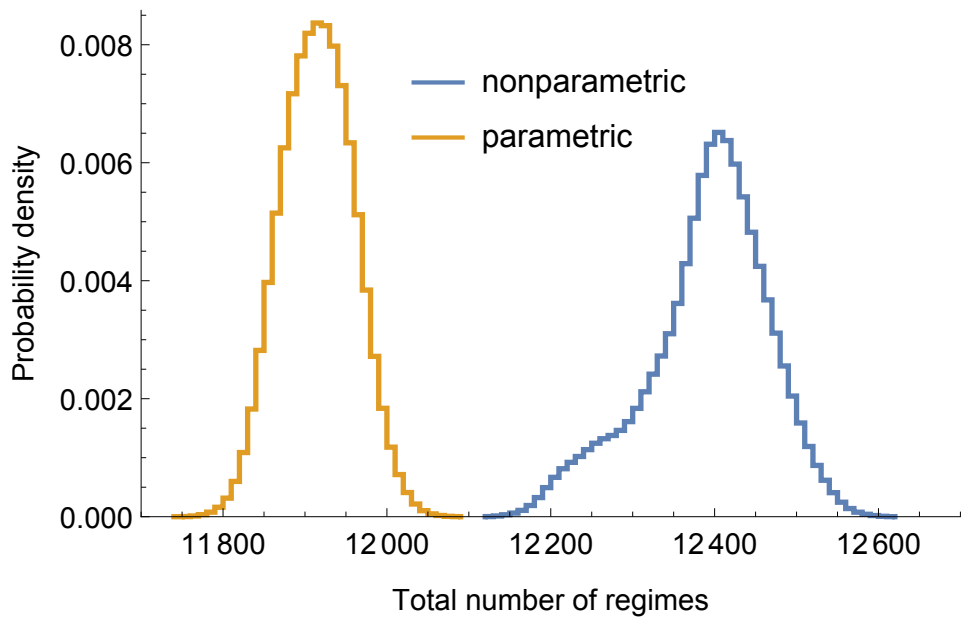 0.008
0.006
0.004
0.002
0.000
Probability density
nonparametric
parametric
11 800
12 000
12 200
12 400
12 600
Total number of regimes